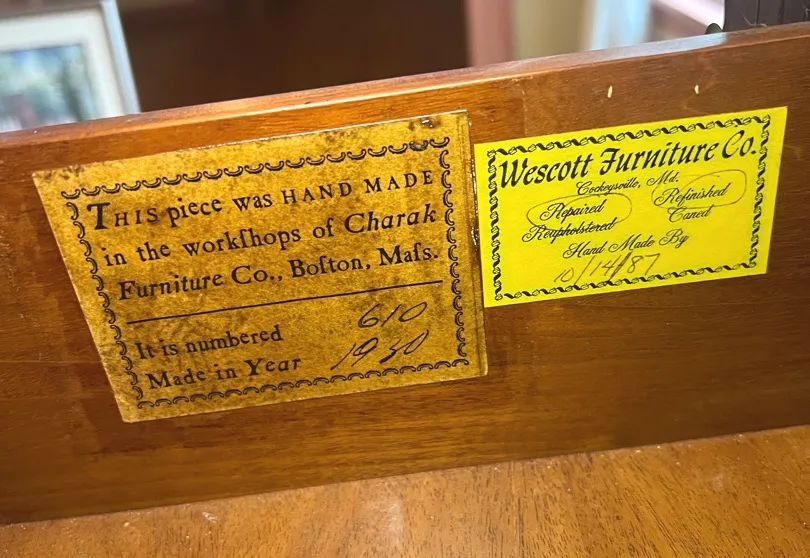 THIS piece was HAND MADE
in the workſhops of Charak
Furniture Co., Boſton, Maſs.
It is numbered 610
Made in Year 1930
Wescott Furniture Co.
Cockeysville, Md.
Repaired Refinished
Reupholstered Caned
Hand Made By
10/14/87